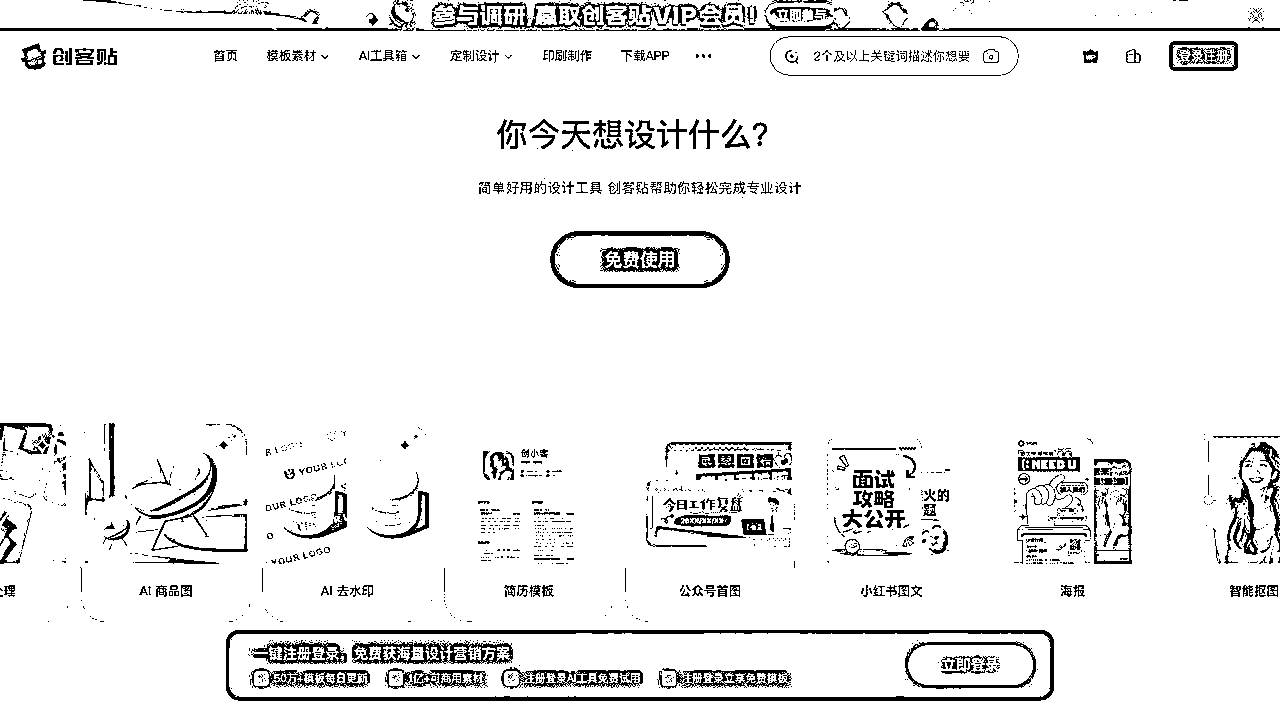 参与调研,赢取创客贴VIP会员! 立即参与
创客贴 首页 模板素材 AI工具箱 定制设计 印刷制作 下载APP ••• 2个及以上关键词描述你想要 登录/注册
你今天想设计什么?
简单好用的设计工具 创客贴帮助你轻松完成专业设计
免费使用
YOUR LOGO
OUR LOGO
YOUR LOGO
创小客
今日工作复盘
面试
攻略
大公开
火的
题
NEED U
处理
AI 商品图
AI 去水印
简历模板
公众号首图
小红书图文
海报
智能抠图
一键注册登录,免费获海量设计营销方案
50万+模板每日更新 1亿+可商用素材 注册登录AI工具免费试用 注册登录立享免费模板
立即登录